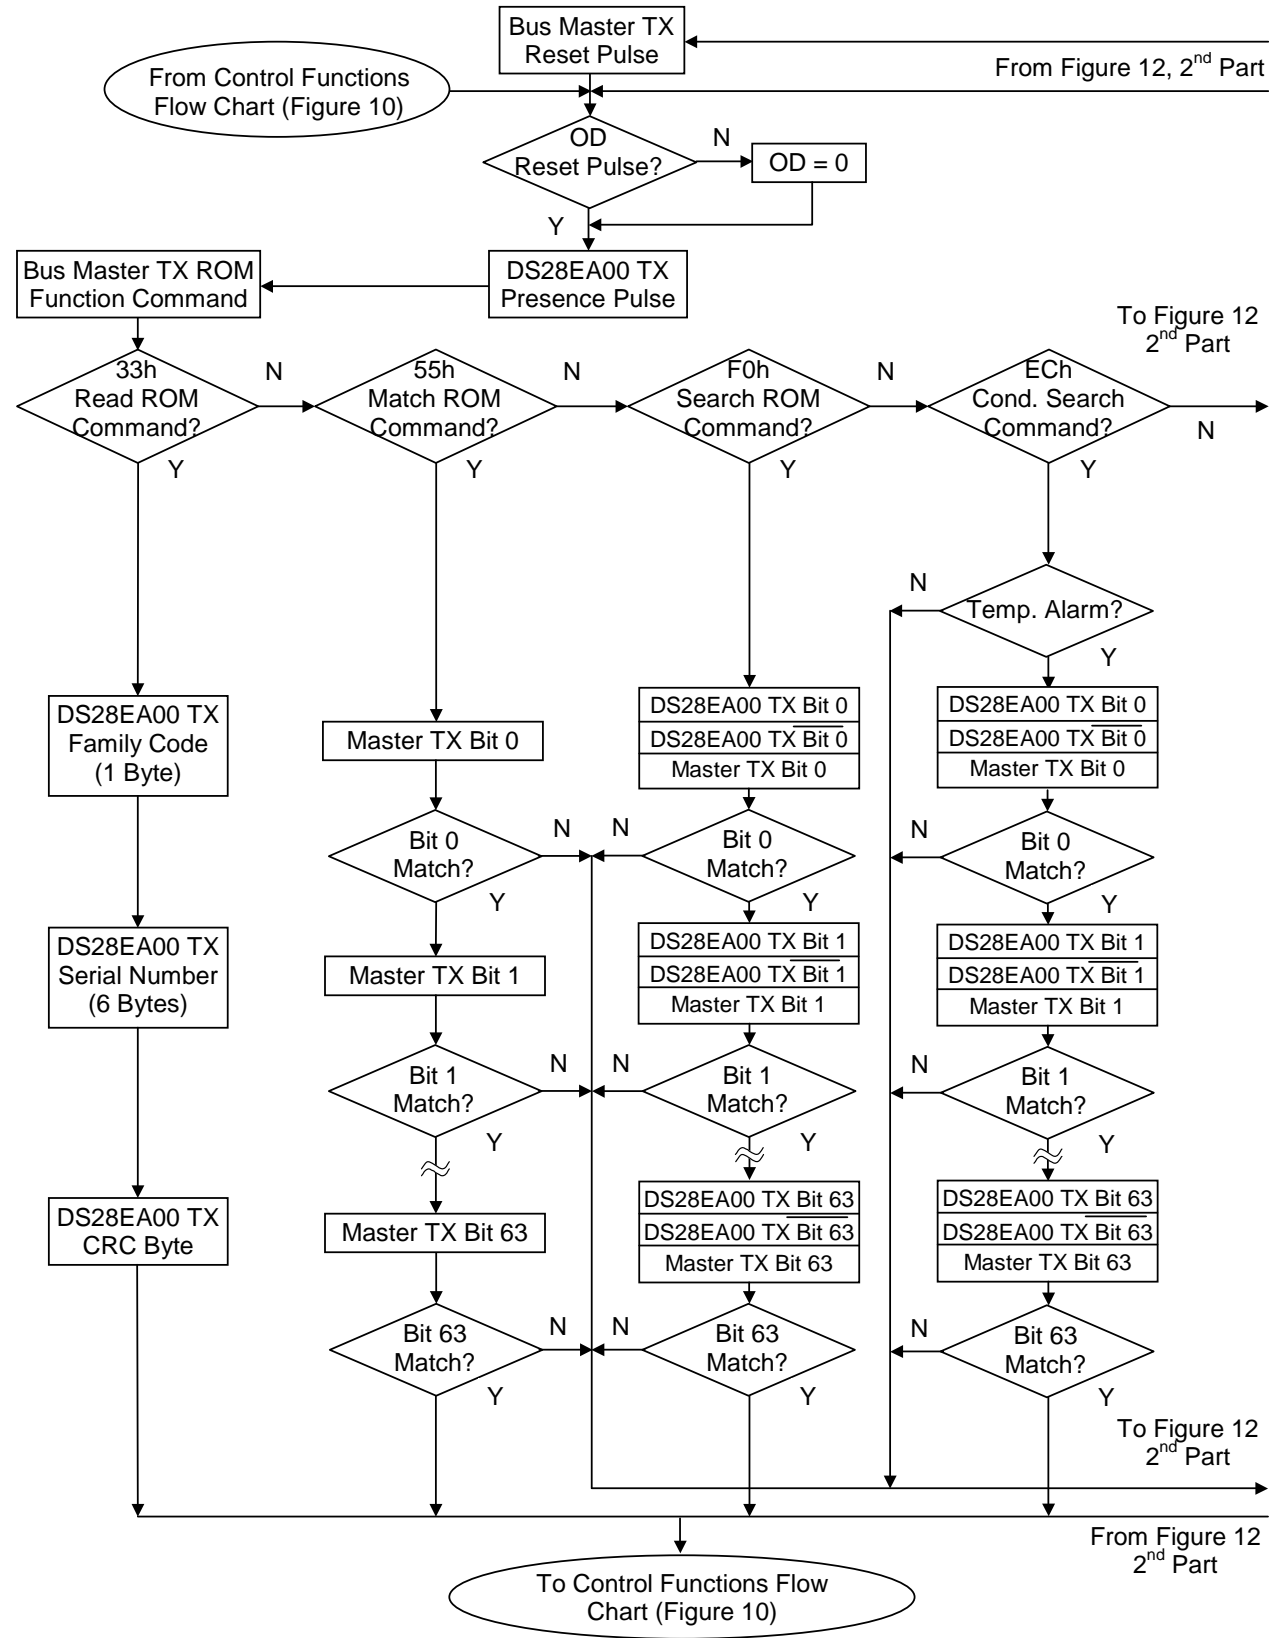 Bus Master TX
Reset Pulse
From Figure 12, 2nd Part
From Control Functions
Flow Chart (Figure 10)
OD
Reset Pulse?
N
OD = 0
Y
Bus Master TX ROM
Function Command
DS28EA00 TX
Presence Pulse
To Figure 12
2nd Part
33h
Read ROM
Command?
N
Y
55h
Match ROM
Command?
N
Y
F0h
Search ROM
Command?
N
Y
ECh
Cond. Search
Command?
N
Y
N
Temp. Alarm?
Y
DS28EA00 TX
Family Code
(1 Byte)
DS28EA00 TX
Serial Number
(6 Bytes)
DS28EA00 TX
CRC Byte
Master TX Bit 0
Bit 0
Match?
N
Y
Master TX Bit 1
Bit 1
Match?
N
Y
Master TX Bit 63
Bit 63
Match?
N
Y
DS28EA00 TX Bit 0
DS28EA00 TX Bit 0
Master TX Bit 0
N
Bit 0
Match?
Y
DS28EA00 TX Bit 1
DS28EA00 TX Bit 1
Master TX Bit 1
N
Bit 1
Match?
Y
DS28EA00 TX Bit 63
DS28EA00 TX Bit 63
Master TX Bit 63
N
Bit 63
Match?
Y
DS28EA00 TX Bit 0
DS28EA00 TX Bit 0
Master TX Bit 0
N
Bit 0
Match?
Y
DS28EA00 TX Bit 1
DS28EA00 TX Bit 1
Master TX Bit 1
N
Bit 1
Match?
Y
DS28EA00 TX Bit 63
DS28EA00 TX Bit 63
Master TX Bit 63
N
Bit 63
Match?
Y
To Figure 12
2nd Part
From Figure 12
2nd Part
To Control Functions Flow
Chart (Figure 10)